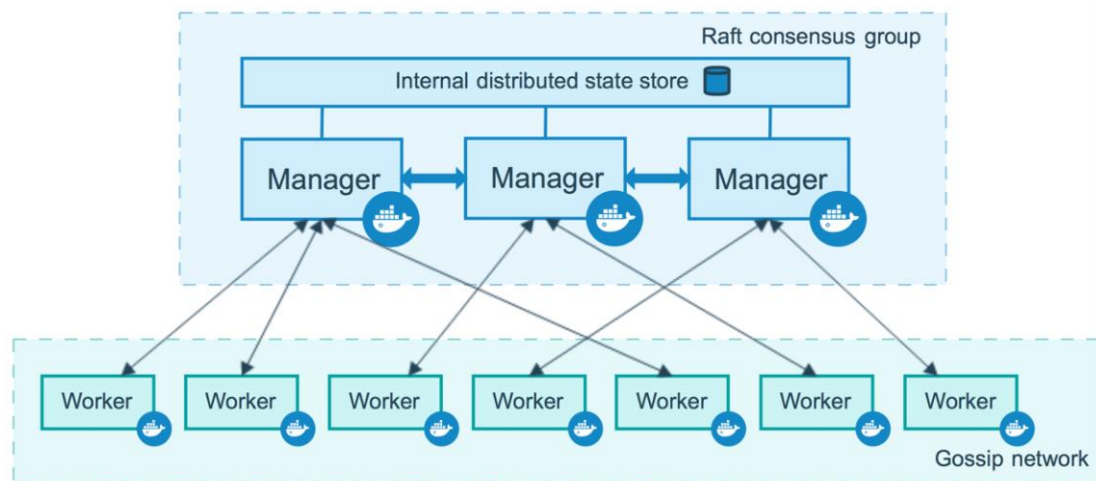 Raft consensus group
Internal distributed state store
Manager
Manager
Manager
Worker
Worker
Worker
Worker
Worker
Worker
Worker
Gossip network